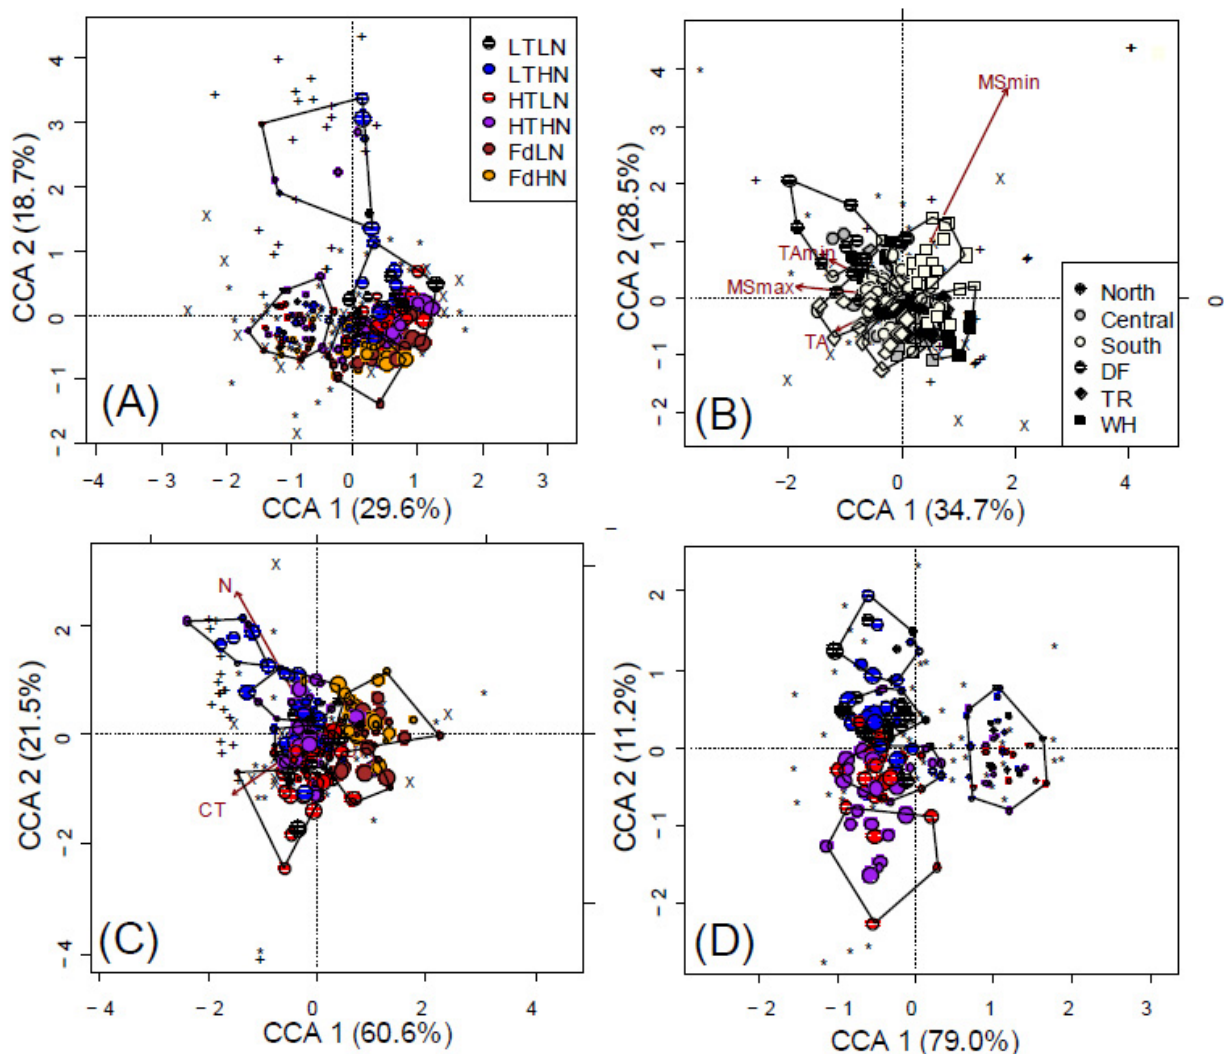 LTLN
LTHN
HTLN
HTHN
FdLN
FdHN
4
3
2
1
0
−1
−2
CCA 2 (18.7%)
(A)
−4
−3
−1
0
1
2
3
CCA 1 (29.6%)
MSmin
TAmin
MSmax
TA
North
Central
South
DF
TR
WH
4
3
2
1
0
−1
−2
CCA 2 (28.5%)
(B)
0
−2
0
2
4
CCA 1 (34.7%)
N
CT
2
0
−2
−4
CCA 2 (21.5%)
(C)
−4
−2
0
2
4
CCA 1 (60.6%)
2
1
0
−1
−2
CCA 2 (11.2%)
(D)
−2
−1
0
1
2
3
CCA 1 (79.0%)